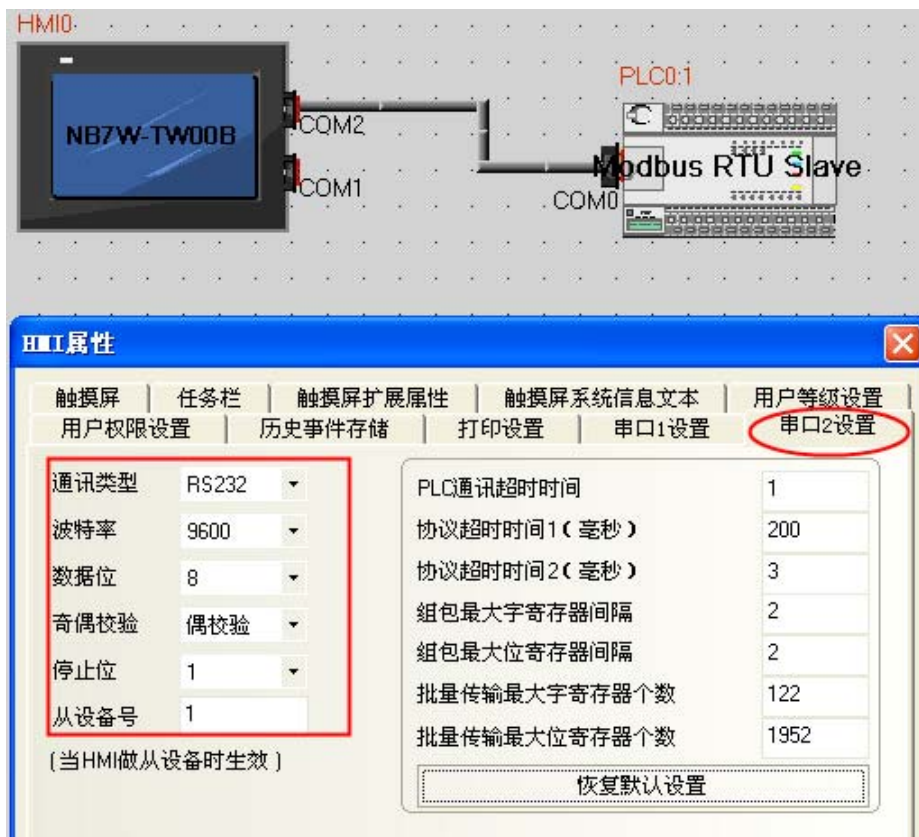 HMI0
PLC0:1
NB7W-TW00B
COM2
Modbus RTU Slave
COM1
COM0
HMI属性
触摸屏 任务栏 触摸屏扩展属性 触摸屏系统信息文本 用户等级设置
用户权限设置 历史事件存储 打印设置 串口1设置 串口2设置
通讯类型 RS232
波特率 9600
数据位 8
奇偶校验 偶校验
停止位 1
从设备号 1
(当HMI做从设备时生效)
PLC通讯超时时间 1
协议超时时间1(毫秒) 200
协议超时时间2(毫秒) 3
组包最大字寄存器间隔 2
组包最大位寄存器间隔 2
批量传输最大字寄存器个数 122
批量传输最大位寄存器个数 1952
恢复默认设置